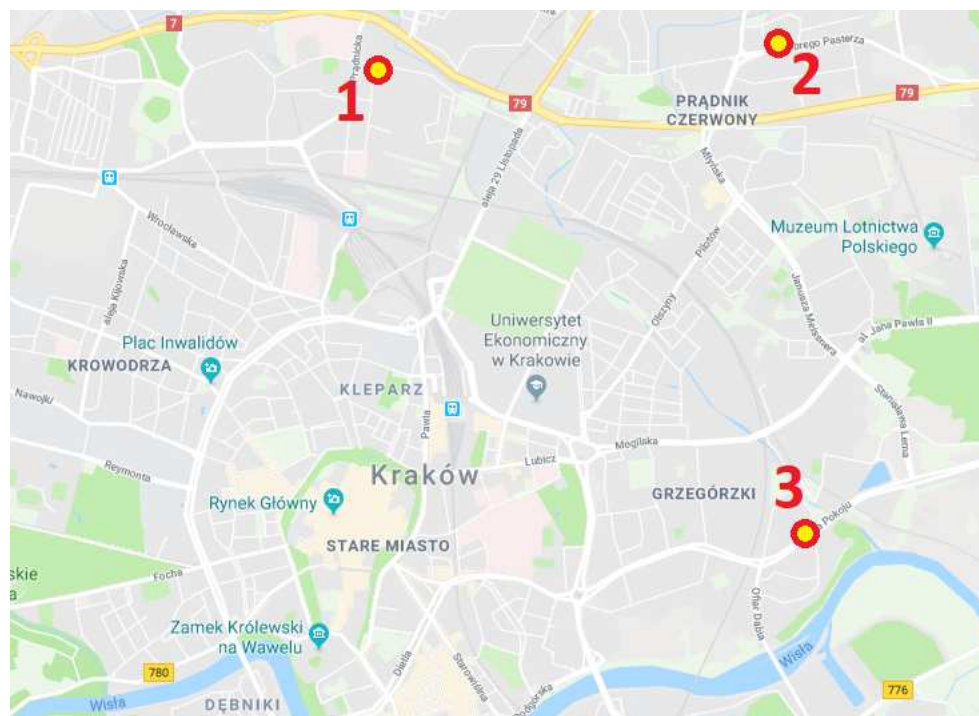 7
Prądnicka
1
orego Pasterza
2
79
PRĄDNIK
CZERWONY
79
aleja 29 Listopada
Młyńska
Wrocławska
Pilotów
Muzeum Lotnictwa
Polskiego
aleja Kijowska
Olszyny
Janusza Meissnera
Uniwersytet
Ekonomiczny
w Krakowie
al. Jana Pawła II
Plac Inwalidów
KROWODRZA
KLEPARZ
Nawojki
Pawia
Stanisława Lema
Mogilska
Lubicz
Reymonta
Kraków
GRZEGÓRZKI
3
Rynek Główny
Pokoju
STARE MIASTO
skie
a
Focha
Ofiar Dąbia
Zamek Królewski
na Wawelu
Dietla
Starowiślna
Wisła
780
Podgórska
776
Wisła
DĘBNIKI